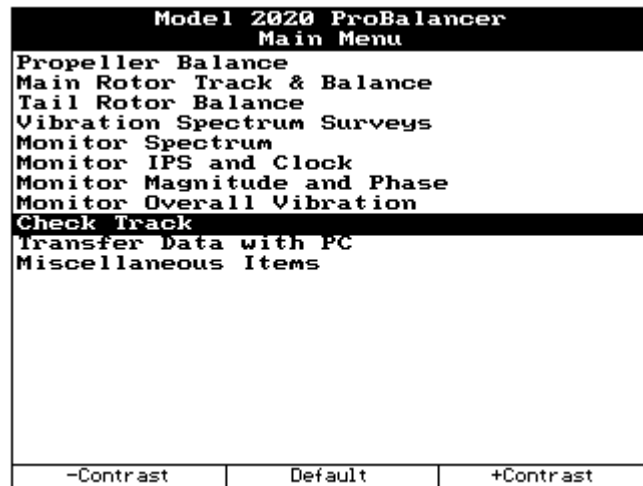 Model 2020 ProBalancer
Main Menu
Propeller Balance
Main Rotor Track & Balance
Tail Rotor Balance
Vibration Spectrum Surveys
Monitor Spectrum
Monitor IPS and Clock
Monitor Magnitude and Phase
Monitor Overall Vibration
Check Track
Transfer Data with PC
Miscellaneous Items
-Contrast Default +Contrast